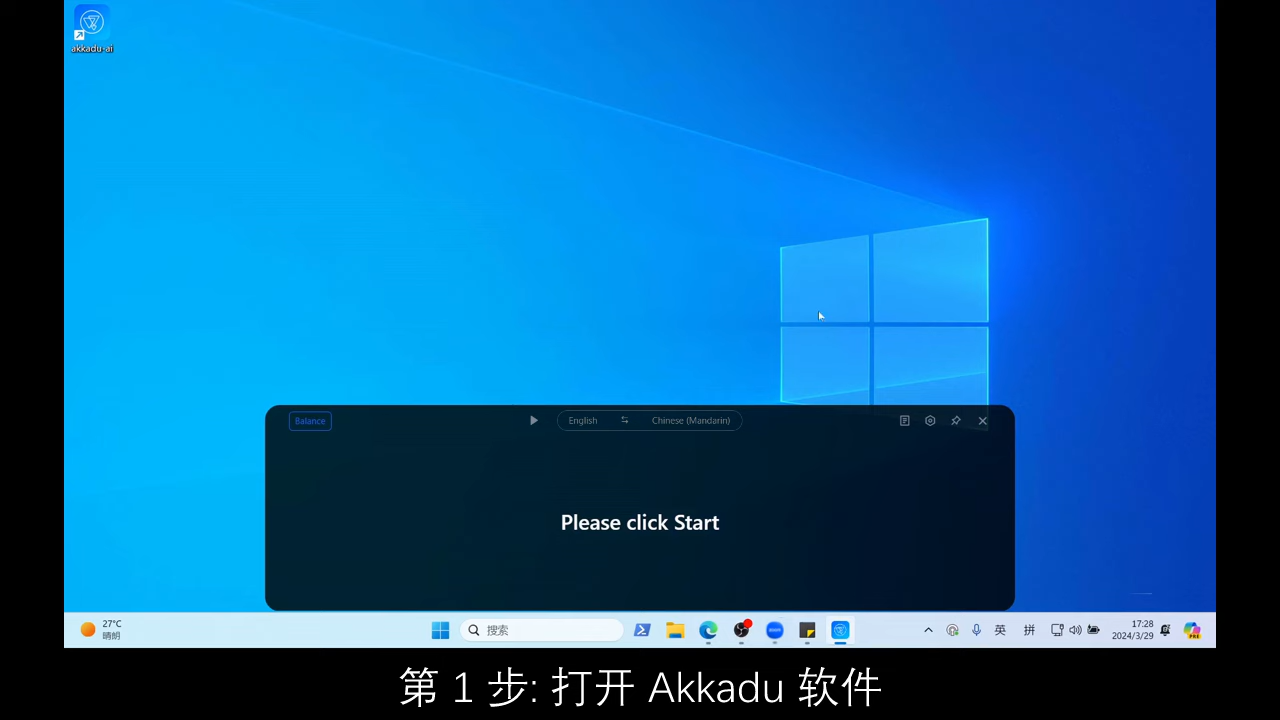 akkadu-ai
Balance
English
Chinese (Mandarin)
Please click Start
27°C
晴朗
搜索
英
拼
17:28
2024/3/29
PRE
第 1 步: 打开 Akkadu 软件